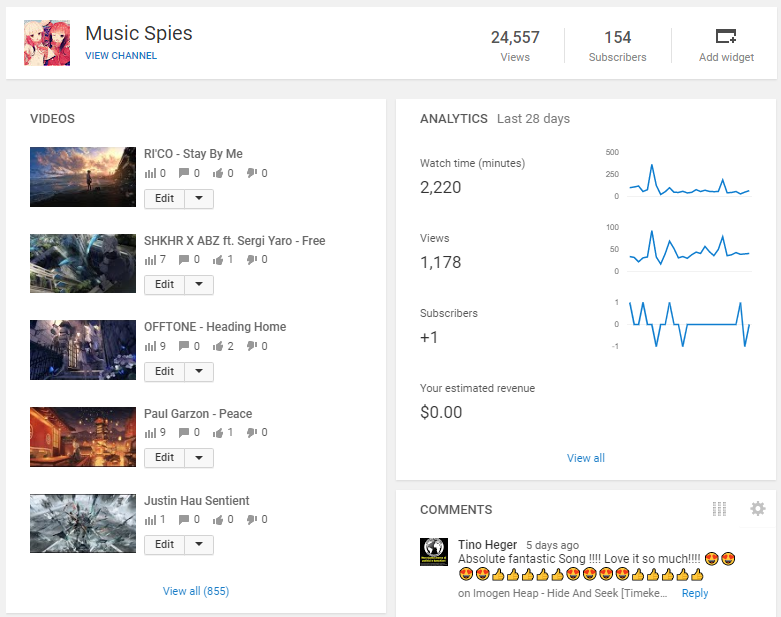 Music Spies
VIEW CHANNEL
24,557
Views
154
Subscribers
Add widget
VIDEOS
RI'CO - Stay By Me
0 0 0 0
Edit
SHKHR X ABZ ft. Sergi Yaro - Free
7 0 1 0
Edit
OFFTONE - Heading Home
9 0 2 0
Edit
Paul Garzon - Peace
9 0 1 0
Edit
Justin Hau Sentient
1 0 0 0
Edit
View all (855)
ANALYTICS Last 28 days
Watch time (minutes)
2,220
500
250
0
Views
1,178
100
50
0
Subscribers
+1
1
0
-1
Your estimated revenue
$0.00
View all
COMMENTS
Tino Heger 5 days ago
Absolute fantastic Song !!!! Love it so much!!!! 😍😍
😍😍👍👍👍👍👍😍😍😍😍👍👍👍👍👍
on Imogen Heap - Hide And Seek [Timeke... Reply